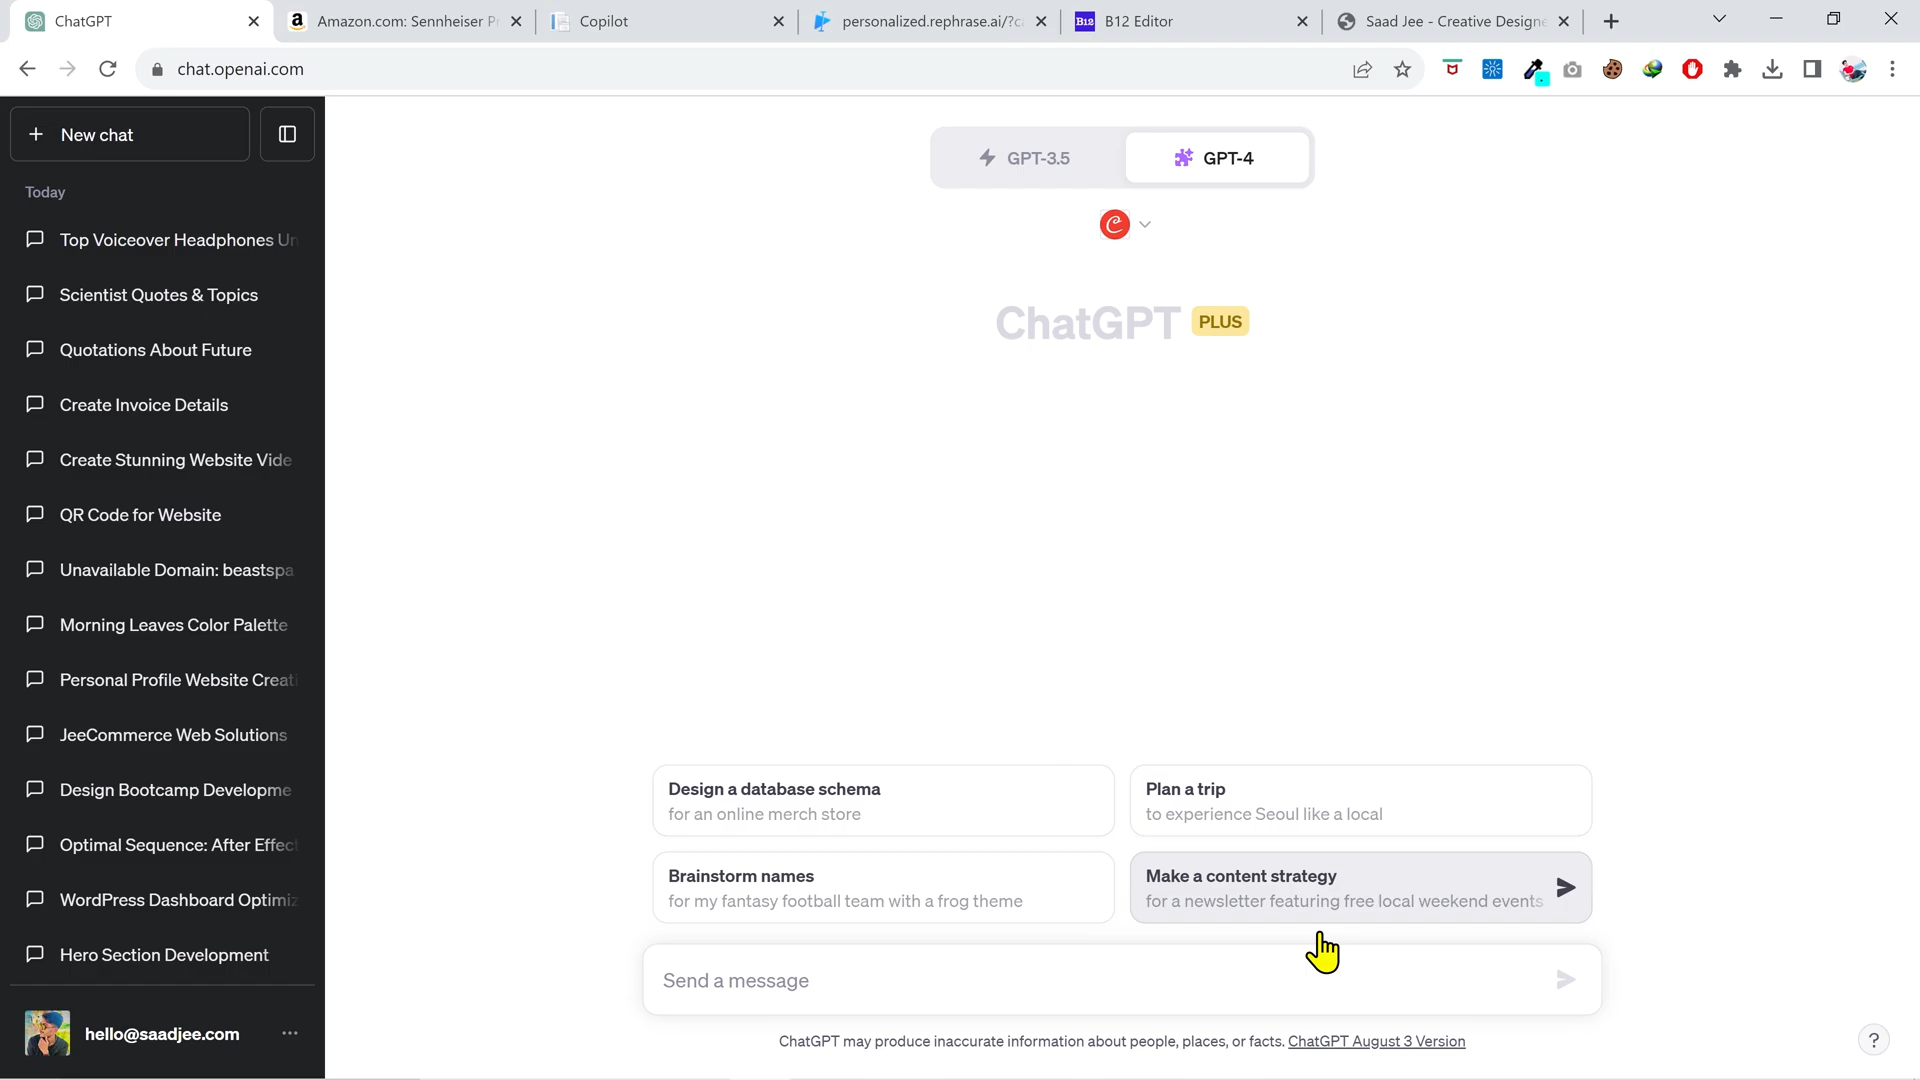 ChatGPT
Amazon.com: Sennheiser Pr
Copilot
personalized.rephrase.ai/?ca
B12
B12 Editor
Saad Jee - Creative Designe
chat.openai.com
New chat
GPT-3.5
GPT-4
Today
Top Voiceover Headphones Un
Scientist Quotes & Topics
ChatGPT PLUS
Quotations About Future
Create Invoice Details
Create Stunning Website Vide
QR Code for Website
Unavailable Domain: beastspa
Morning Leaves Color Palette
Personal Profile Website Creati
JeeCommerce Web Solutions
Design Bootcamp Developme
Optimal Sequence: After Effect
WordPress Dashboard Optimiz
Hero Section Development
Design a database schema
for an online merch store
Plan a trip
to experience Seoul like a local
Brainstorm names
for my fantasy football team with a frog theme
Make a content strategy
for a newsletter featuring free local weekend events
Send a message
hello@saadjee.com
ChatGPT may produce inaccurate information about people, places, or facts. ChatGPT August 3 Version
?